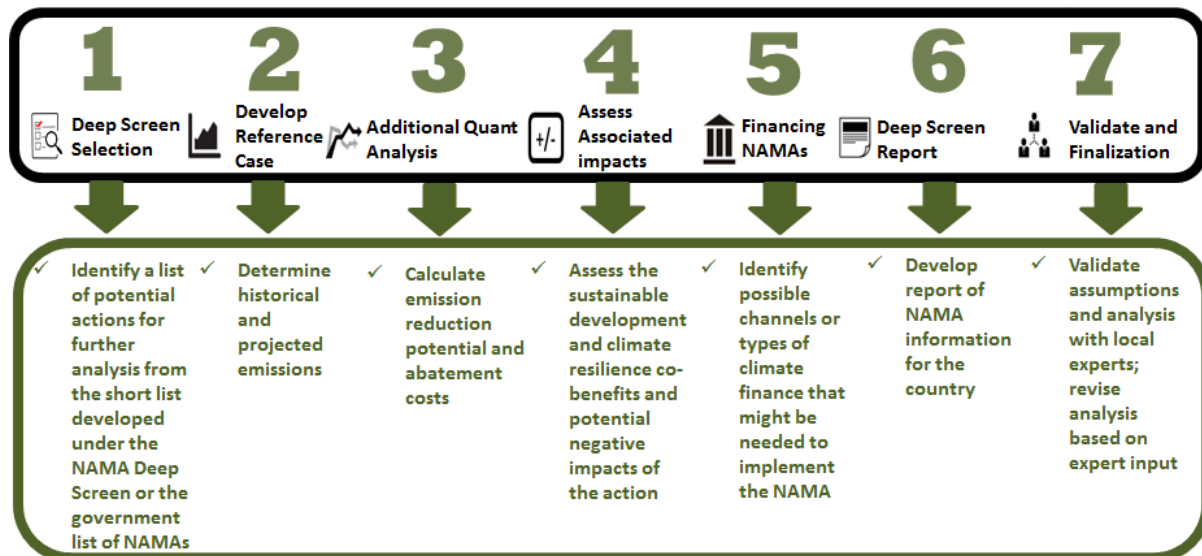 1
Deep Screen
Selection
2
Develop
Reference
Case
3
Additional Quant
Analysis
4
+/-
Assess
Associated
impacts
5
Financing
NAMAs
6
Deep Screen
Report
7
Validate and
Finalization
✓ Identify a list
of potential
actions for
further
analysis from
the short list
developed
under the
NAMA Deep
Screen or the
government
list of NAMAs
✓ Determine
historical
and
projected
emissions
✓ Calculate
emission
reduction
potential and
abatement
costs
✓ Assess the
sustainable
development
and climate
resilience co-
benefits and
potential
negative
impacts of
the action
✓ Identify
possible
channels or
types of
climate
finance that
might be
needed to
implement
the NAMA
✓ Develop
report of
NAMA
information
for the
country
✓ Validate
assumptions
and analysis
with local
experts;
revise
analysis
based on
expert input